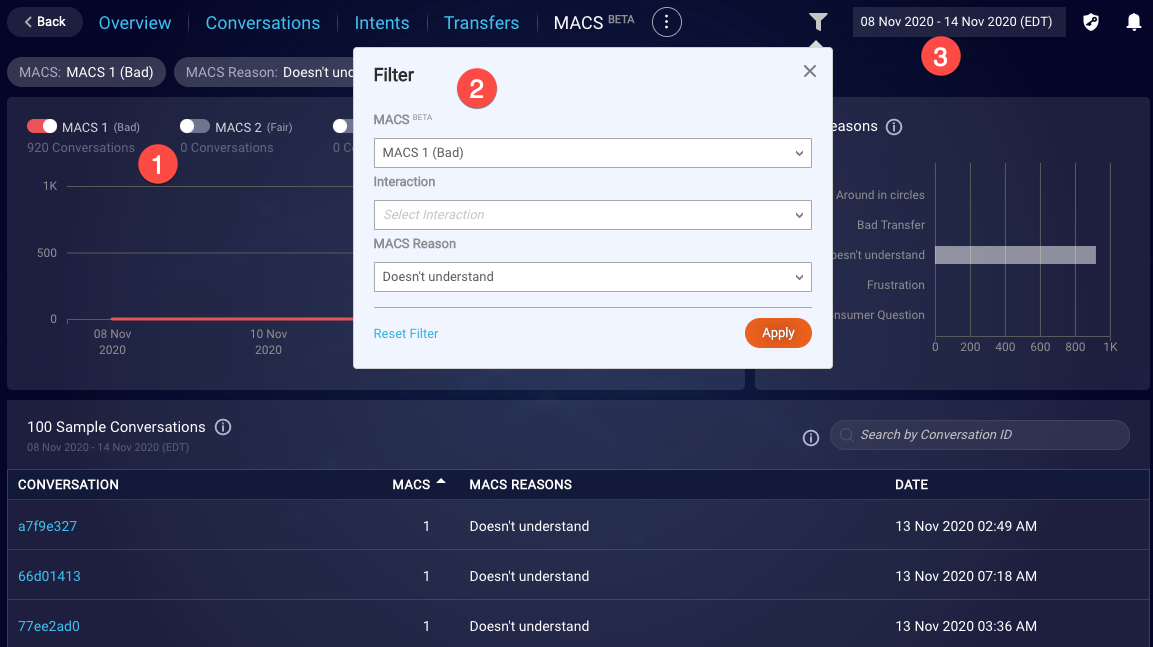 Back
Overview
Conversations
Intents
Transfers
MACS BETA
08 Nov 2020 - 14 Nov 2020 (EDT)
3
MACS: MACS 1 (Bad)
MACS Reason: Doesn't und
Filter
2
MACS BETA
MACS 1 (Bad)
Interaction
Select Interaction
MACS Reason
Doesn't understand
Reset Filter
Apply
MACS 1 (Bad)
920 Conversations
MACS 2 (Fair)
0 Conversations
0 C
1
1K
500
0
08 Nov
2020
10 Nov
2020
easons
Around in circles
Bad Transfer
oesn't understand
Frustration
nsumer Question
0 200 400 600 800 1K
100 Sample Conversations
08 Nov 2020 - 14 Nov 2020 (EDT)
Search by Conversation ID
CONVERSATION MACS MACS REASONS DATE
a7f9e327 1 Doesn't understand 13 Nov 2020 02:49 AM
66d01413 1 Doesn't understand 13 Nov 2020 07:18 AM
77ee2ad0 1 Doesn't understand 13 Nov 2020 03:36 AM